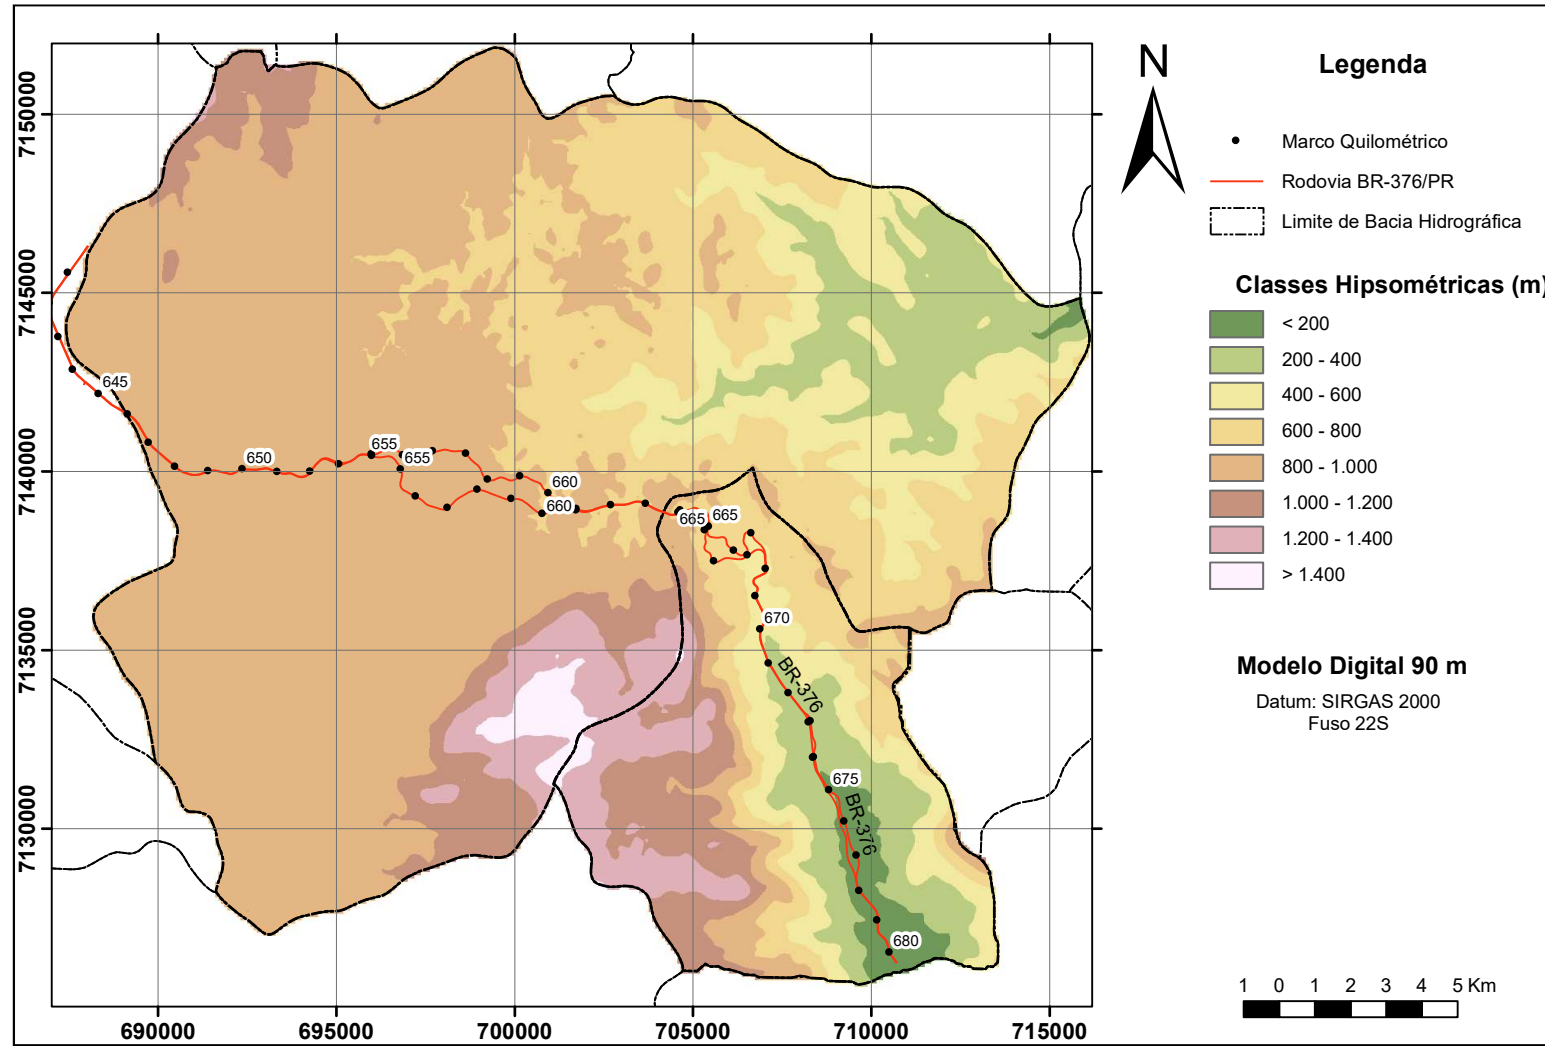 7150000
7145000
7140000
7135000
7130000
690000
695000
700000
705000
710000
715000
645
650
655
655
660
660
665
665
670
BR-376
675
BR-376
680
N
Legenda
Marco Quilométrico
Rodovia BR-376/PR
Limite de Bacia Hidrográfica
Classes Hipsométricas (m)
< 200
200 - 400
400 - 600
600 - 800
800 - 1.000
1.000 - 1.200
1.200 - 1.400
> 1.400
Modelo Digital 90 m
Datum: SIRGAS 2000
Fuso 22S
1 0 1 2 3 4 5 Km